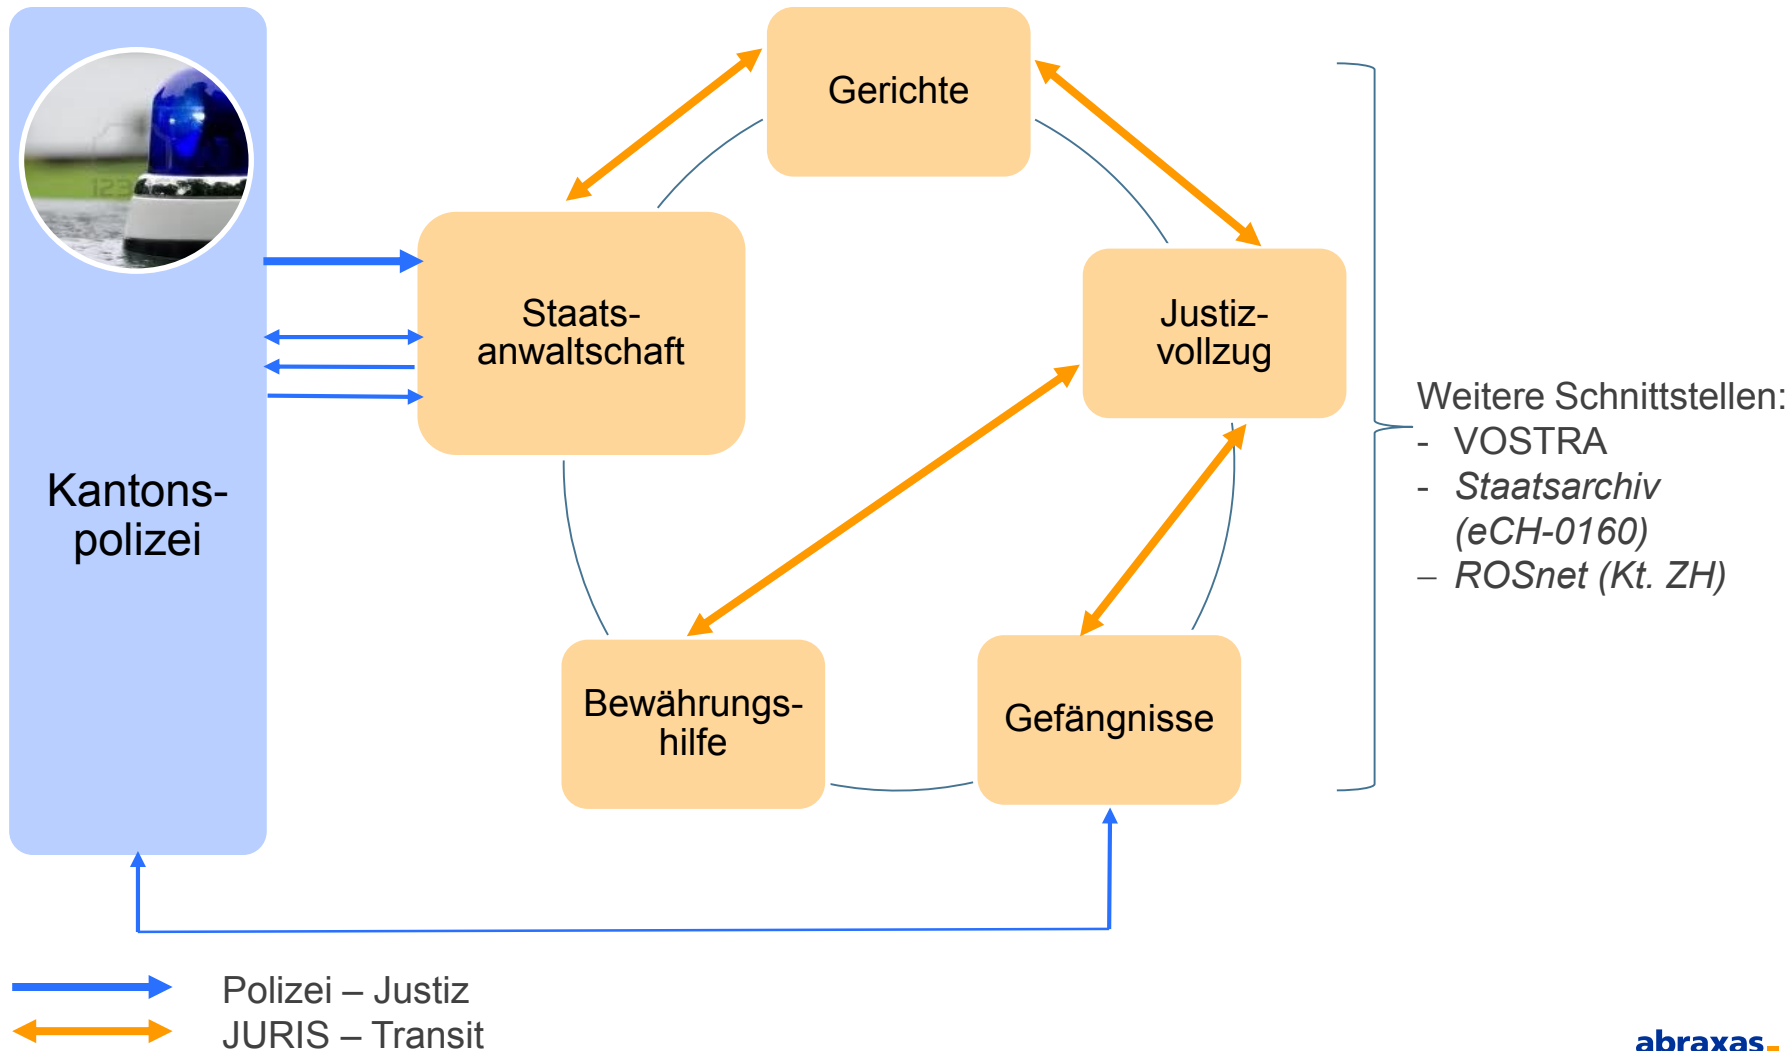 Gerichte
Staats-
anwaltschaft
Justiz-
vollzug
Kantons-
polizei
Bewährungs-
hilfe
Gefängnisse
Weitere Schnittstellen:
- VOSTRA
- Staatsarchiv
(eCH-0160)
– ROSnet (Kt. ZH)
Polizei – Justiz
JURIS – Transit
abraxas
123